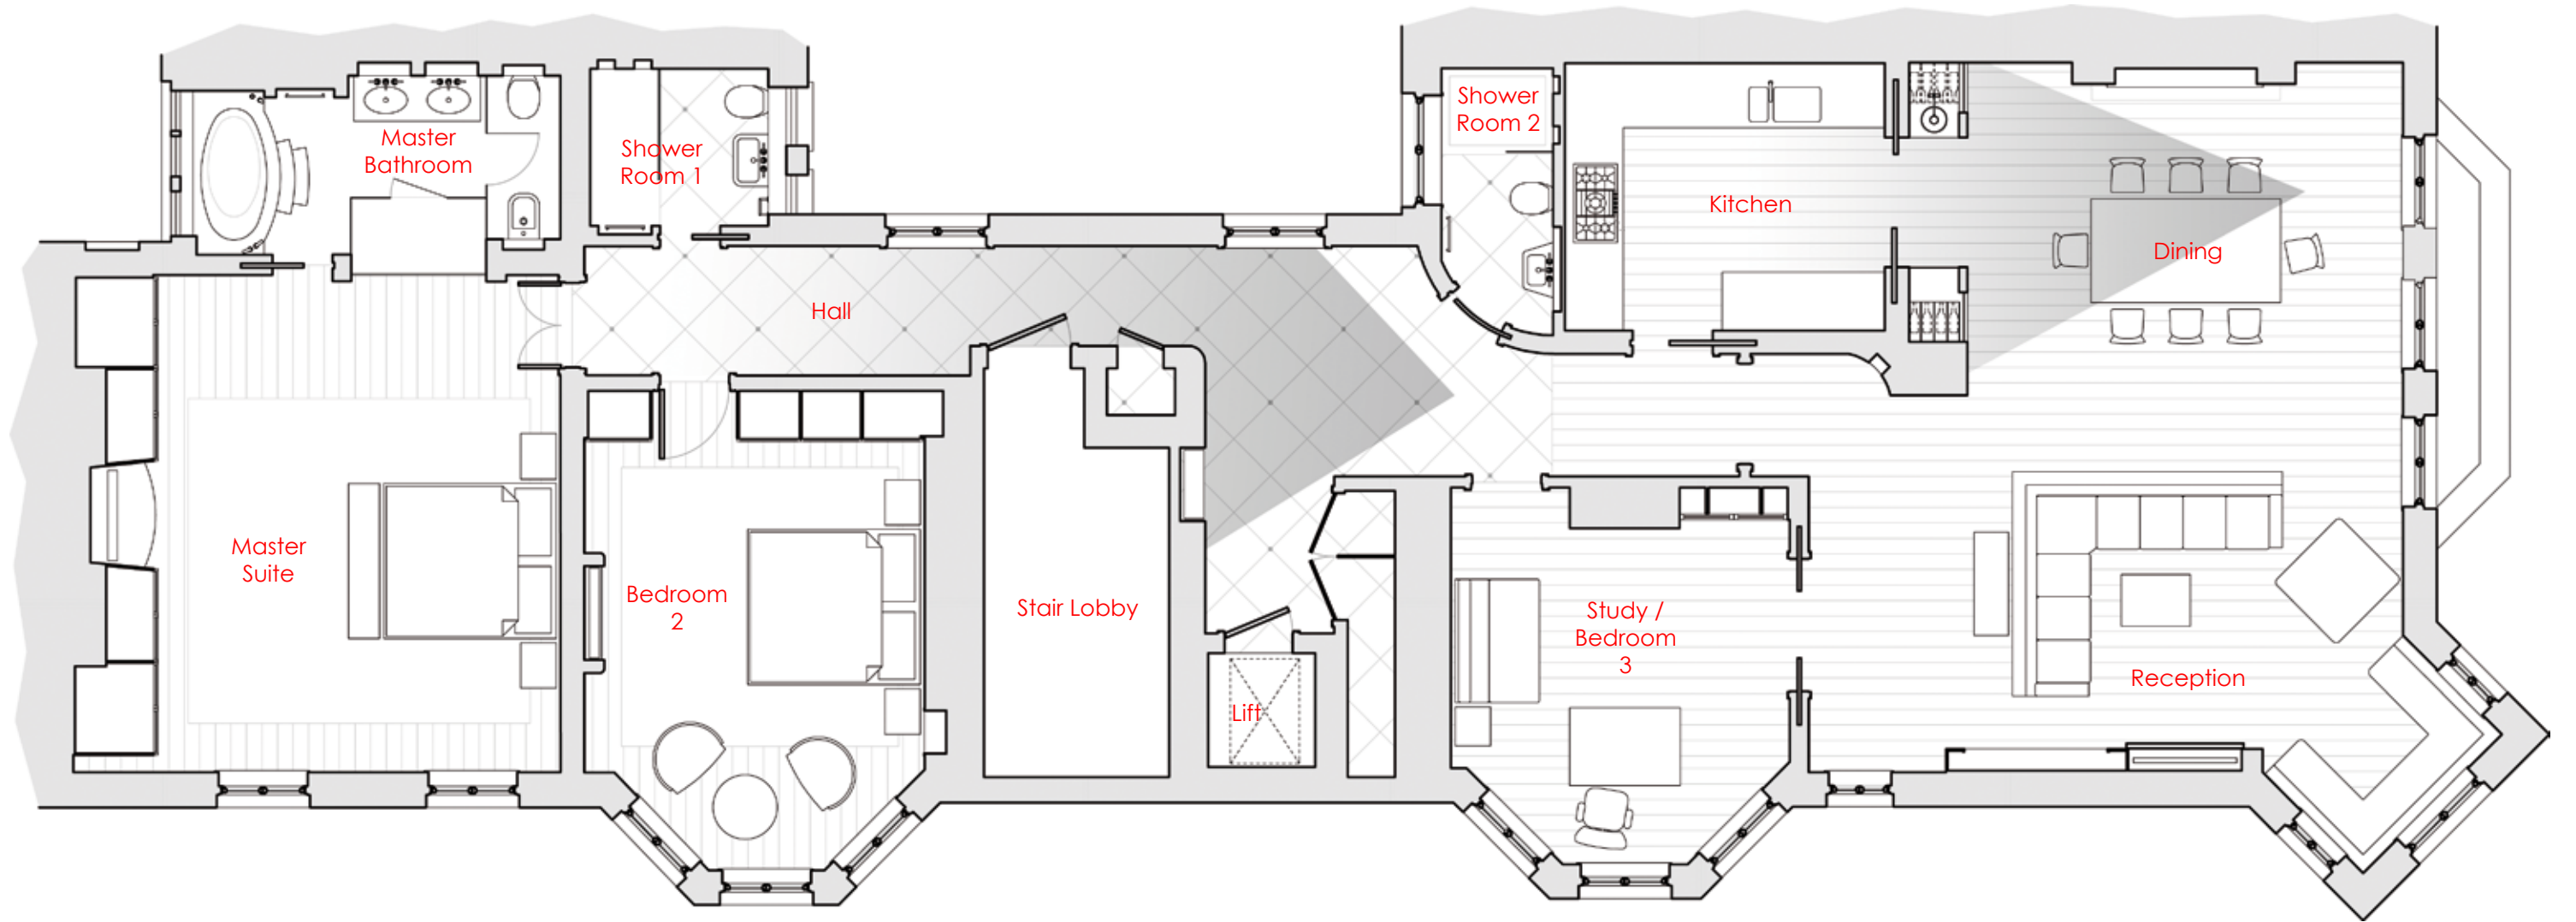 Master
Bathroom
Shower
Room 1
Shower
Room 2
Kitchen
Dining
Hall
Master
Suite
Bedroom
2
Stair Lobby
Lift
Study /
Bedroom
3
Reception